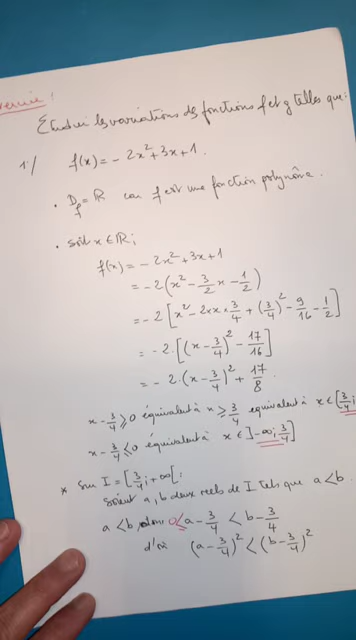 Etudier les variations des fonctions f et g telles que:
1°/ f(x) = - 2x² + 3x + 1.
• D_f = ℝ car f est une fonction polynôme.
• soit x ∈ ℝ;
f(x) = - 2x² + 3x + 1
= - 2(x² - 3/2 x - 1/2)
= - 2[x² - 2 × x × 3/4 + (3/4)² - 9/16 - 1/2]
= - 2·[(x - 3/4)² - 17/16]
= - 2·(x - 3/4)² + 17/8.
x - 3/4 ≥ 0 équivalent à x ≥ 3/4 équivalent à x ∈ [3/4;
x - 3/4 ≤ 0 équivalent à x ∈ ]-∞; 3/4]
* Sur I = [3/4; +∞[:
soient a, b deux réels de I tels que a < b.
a < b, donc 0 ≤ a - 3/4 < b - 3/4
d'où (a - 3/4)² < (b - 3/4)²